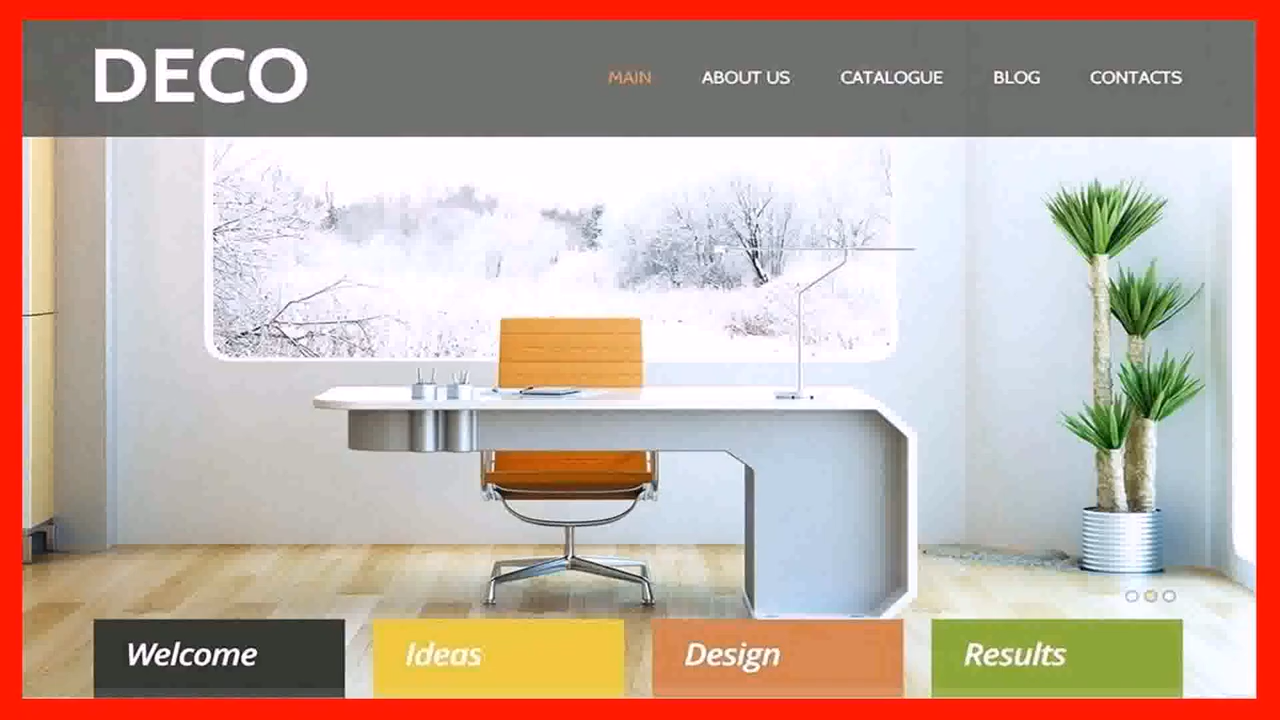 DECO
MAIN ABOUT US CATALOGUE BLOG CONTACTS
Welcome
Ideas
Design
Results